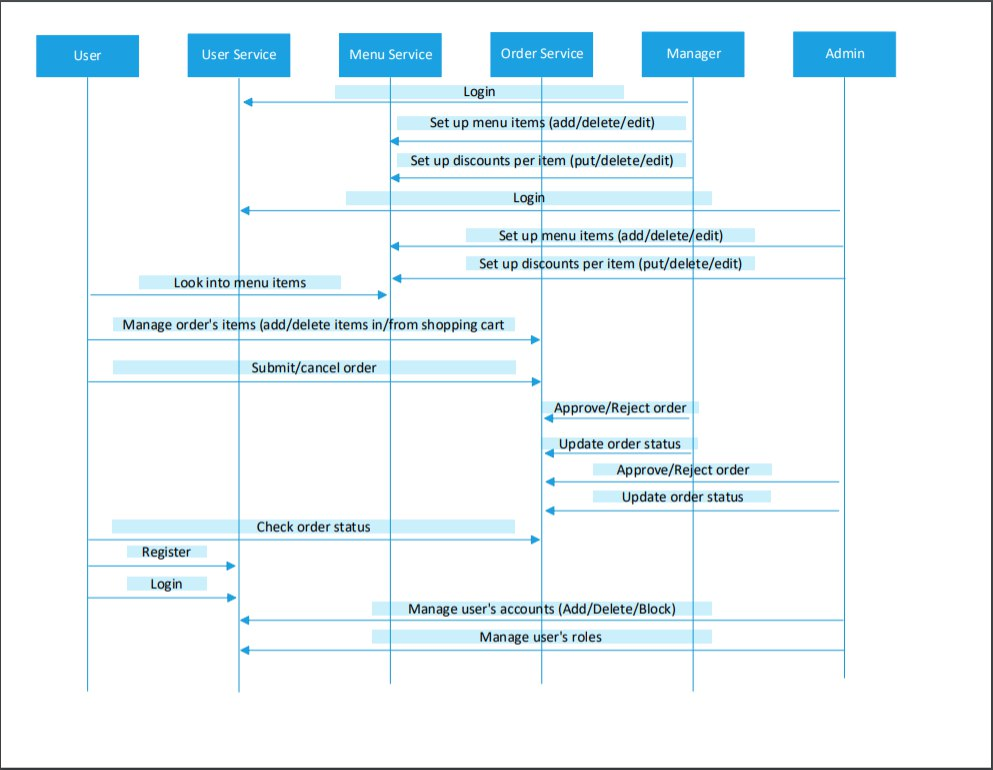 User
User Service
Menu Service
Order Service
Manager
Admin
Login
Set up menu items (add/delete/edit)
Set up discounts per item (put/delete/edit)
Login
Set up menu items (add/delete/edit)
Set up discounts per item (put/delete/edit)
Look into menu items
Manage order's items (add/delete items in/from shopping cart
Submit/cancel order
Approve/Reject order
Update order status
Approve/Reject order
Update order status
Check order status
Register
Login
Manage user's accounts (Add/Delete/Block)
Manage user's roles